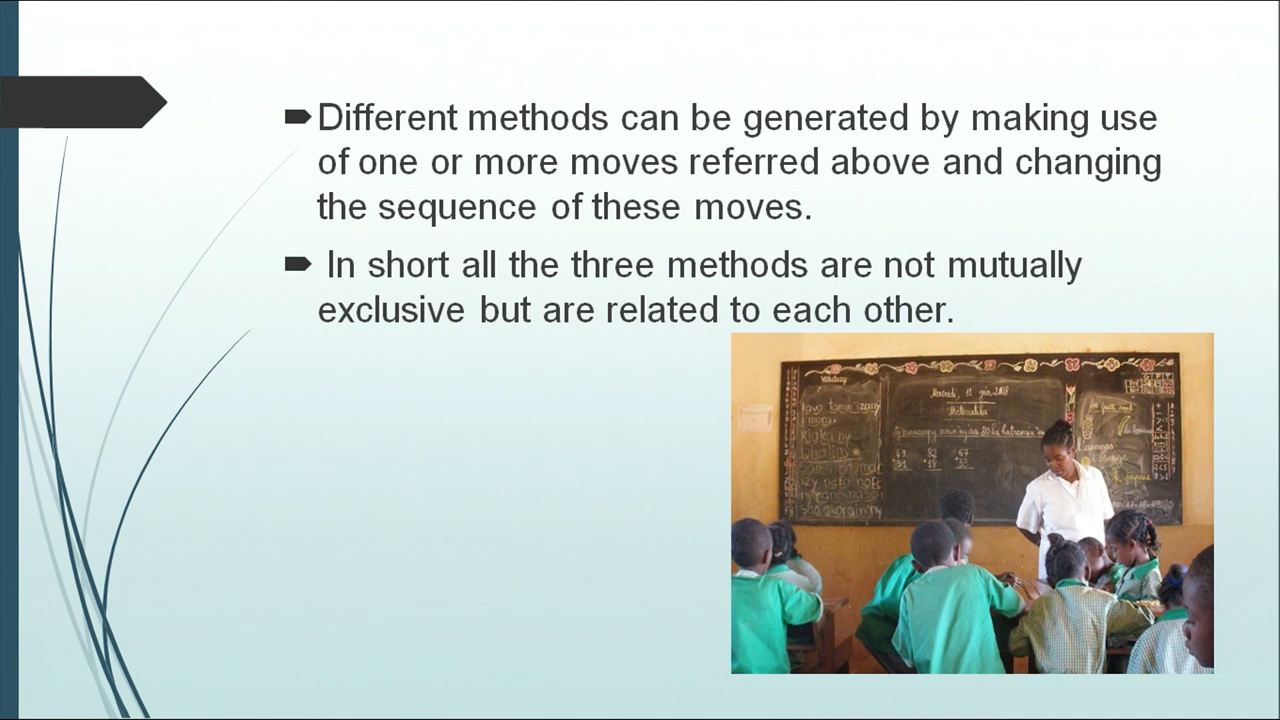 Different methods can be generated by making use
of one or more moves referred above and changing
the sequence of these moves.
In short all the three methods are not mutually
exclusive but are related to each other.